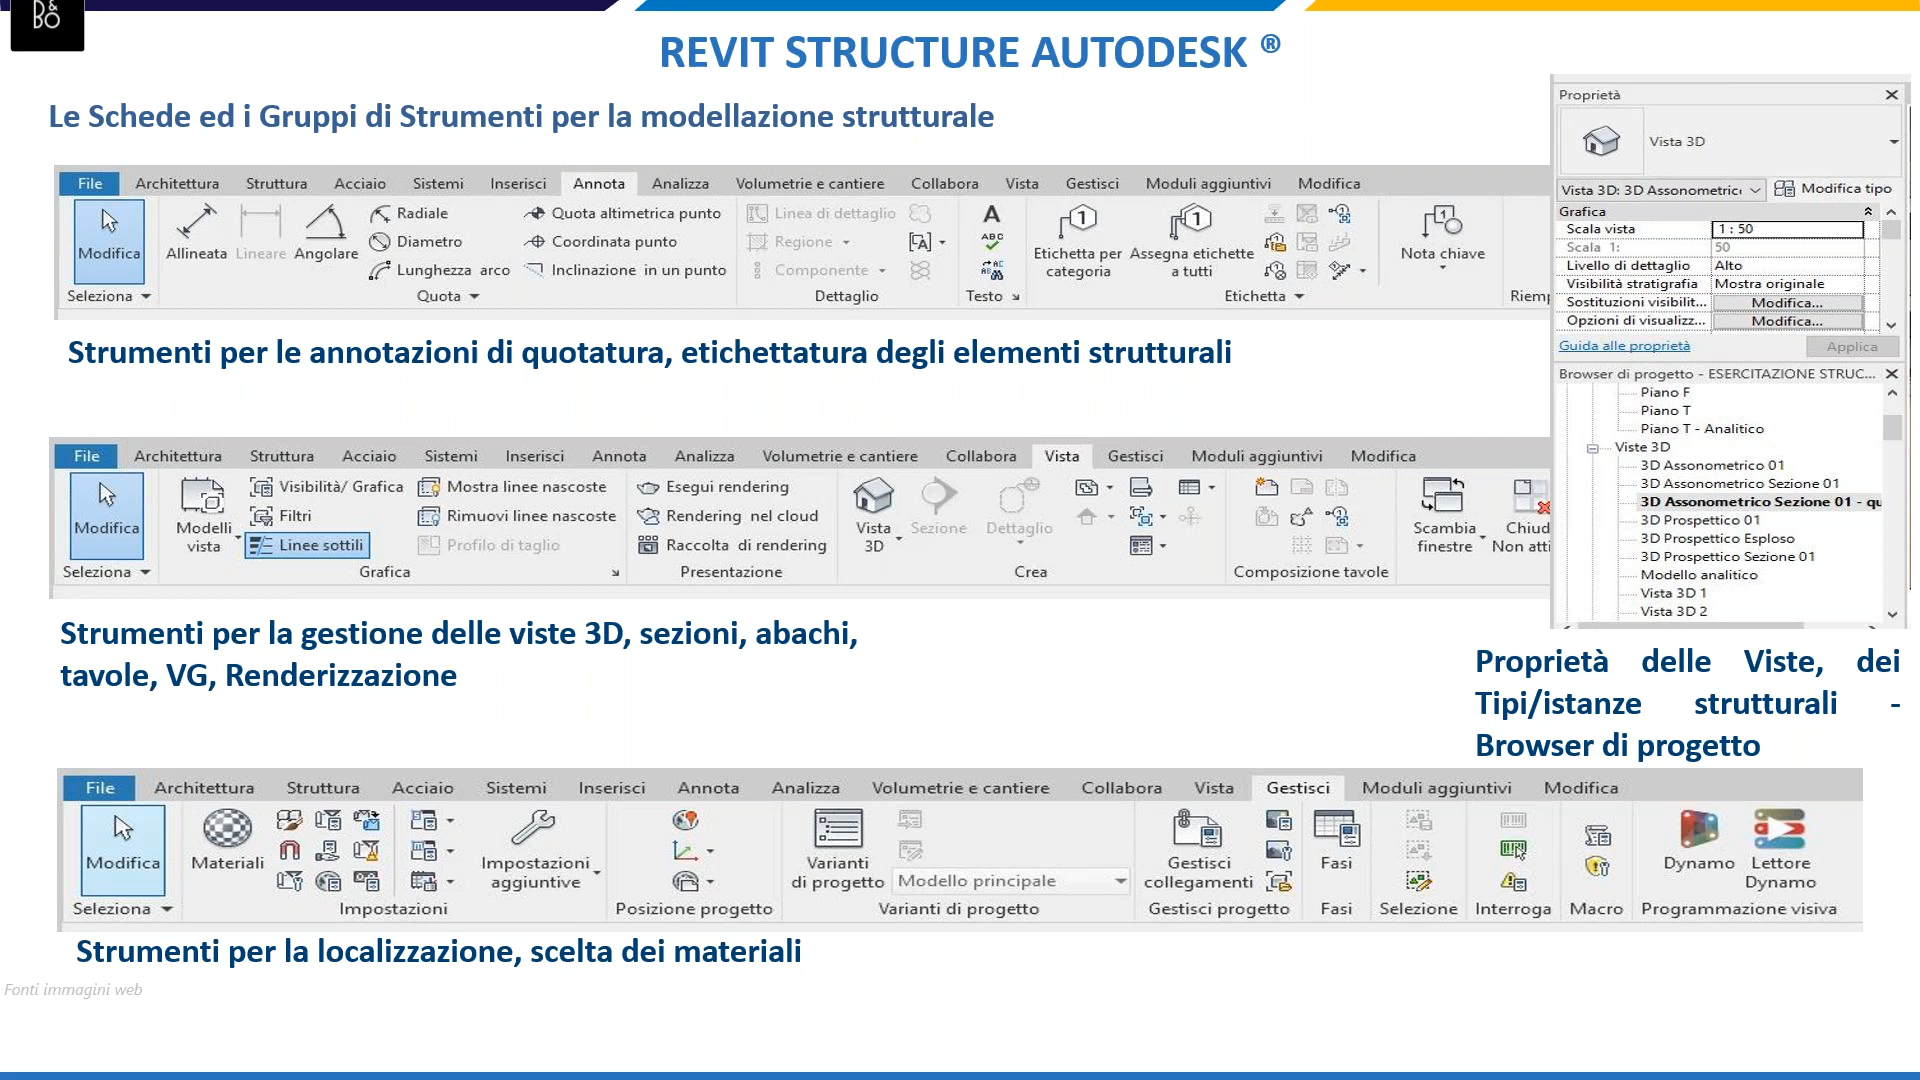 D&
BO
REVIT STRUCTURE AUTODESK ®
Le Schede ed i Gruppi di Strumenti per la modellazione strutturale
File Architettura Struttura Acciaio Sistemi Inserisci Annota Analizza Volumetrie e cantiere Collabora Vista Gestisci Moduli aggiuntivi Modifica
Modifica
Seleziona
Allineata Lineare Angolare
Radiale
Diametro
Lunghezza arco
Quota altimetrica punto
Coordinata punto
Inclinazione in un punto
Quota
Linea di dettaglio
Regione
Componente
Dettaglio
A
ABC
Testo
Etichetta per
categoria
Assegna etichette
a tutti
Etichetta
Nota chiave
Strumenti per le annotazioni di quotatura, etichettatura degli elementi strutturali
File Architettura Struttura Acciaio Sistemi Inserisci Annota Analizza Volumetrie e cantiere Collabora Vista Gestisci Moduli aggiuntivi Modifica
Modifica
Seleziona
Modelli
vista
Visibilità/ Grafica
Filtri
Linee sottili
Mostra linee nascoste
Rimuovi linee nascoste
Profilo di taglio
Grafica
Esegui rendering
Rendering nel cloud
Raccolta di rendering
Presentazione
Vista
3D
Sezione
Dettaglio
Crea
Composizione tavole
Scambia
finestre
Chiud
Non atti
Strumenti per la gestione delle viste 3D, sezioni, abachi,
tavole, VG, Renderizzazione
Proprietà
Vista 3D
Vista 3D: 3D Assonometric
Modifica tipo
Grafica
Scala vista 1 : 50
Scala 1: 50
Livello di dettaglio Alto
Visibilità stratigrafia Mostra originale
Sostituzioni visibilit... Modifica...
Opzioni di visualizz... Modifica...
Guida alle proprietà Applica
Browser di progetto - ESERCITAZIONE STRUC...
Piano F
Piano T
Piano T - Analitico
Viste 3D
3D Assonometrico 01
3D Assonometrico Sezione 01
3D Assonometrico Sezione 01 - qu
3D Prospettico 01
3D Prospettico Esploso
3D Prospettico Sezione 01
Modello analitico
Vista 3D 1
Vista 3D 2
Proprietà delle Viste, dei
Tipi/istanze strutturali -
Browser di progetto
File Architettura Struttura Acciaio Sistemi Inserisci Annota Analizza Volumetrie e cantiere Collabora Vista Gestisci Moduli aggiuntivi Modifica
Modifica
Seleziona
Materiali
Impostazioni
aggiuntive
Impostazioni
Posizione progetto
Varianti
di progetto
Modello principale
Varianti di progetto
Gestisci
collegamenti
Gestisci progetto
Fasi
Fasi
Selezione
Interroga
Macro
Dynamo
Lettore
Dynamo
Programmazione visiva
Strumenti per la localizzazione, scelta dei materiali
Fonti immagini web